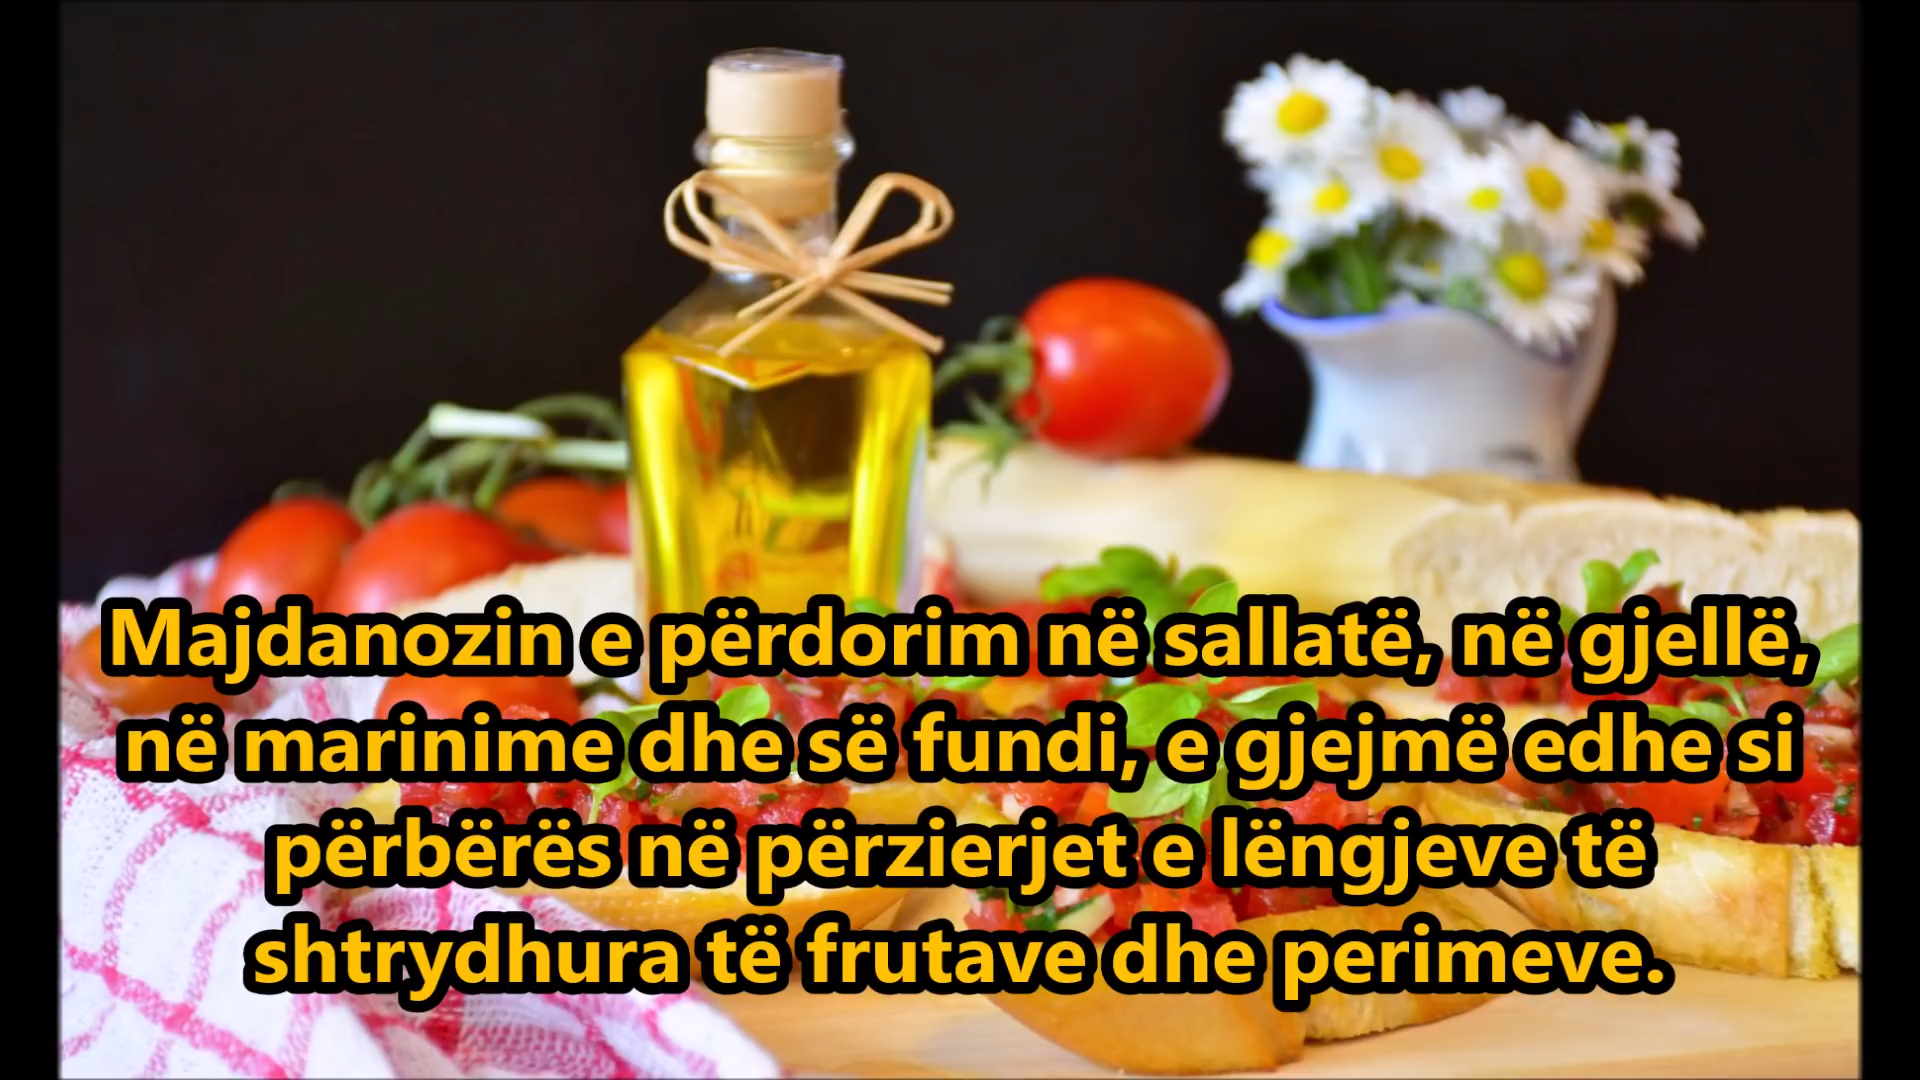 Majdanozin e përdorim në sallatë, në gjellë,
në marinime dhe së fundi, e gjejmë edhe si
përbërës në përzierjet e lëngjeve të
shtrydhura të frutave dhe perimeve.